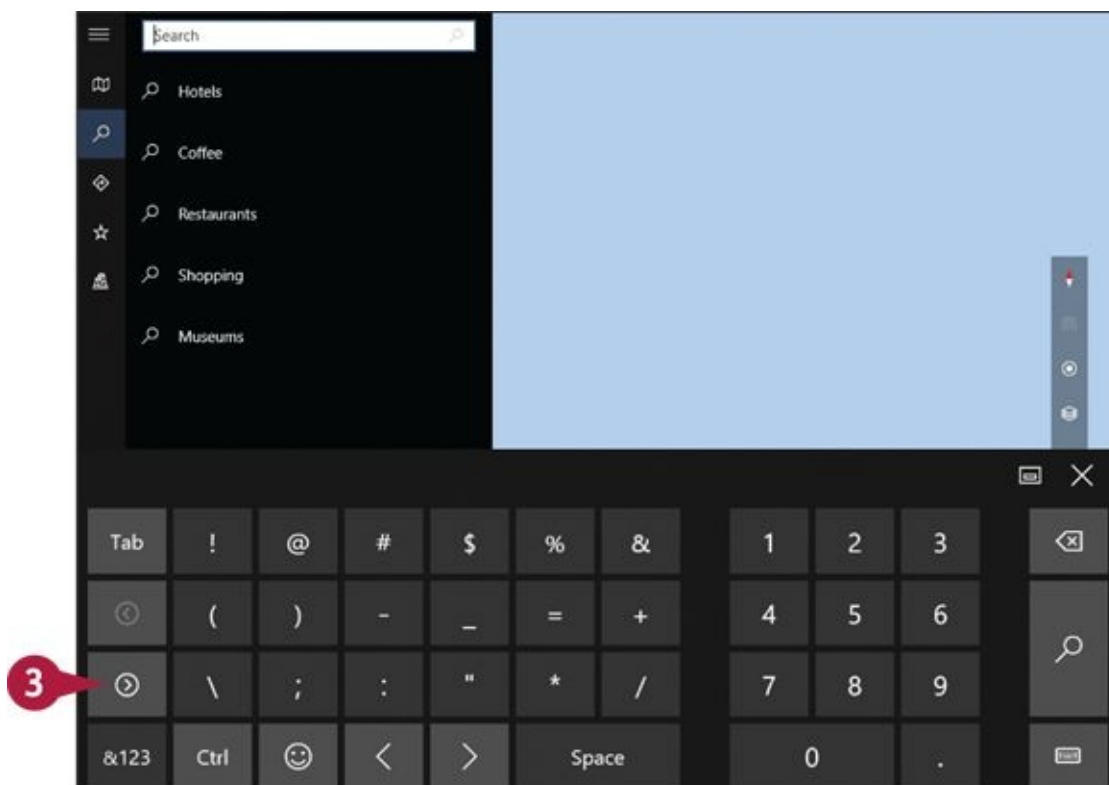 Search
Hotels
Coffee
Restaurants
Shopping
Museums
Tab ! @ # $ % & 1 2 3
( ) - _ = + 4 5 6
3 \ ; : " * / 7 8 9
&123 Ctrl < > Space 0 .